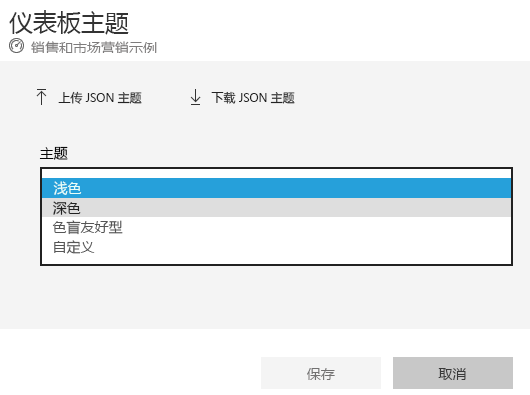 仪表板主题
销售和市场营销示例
上传 JSON 主题 下载 JSON 主题
主题
浅色
深色
色盲友好型
自定义
保存 取消